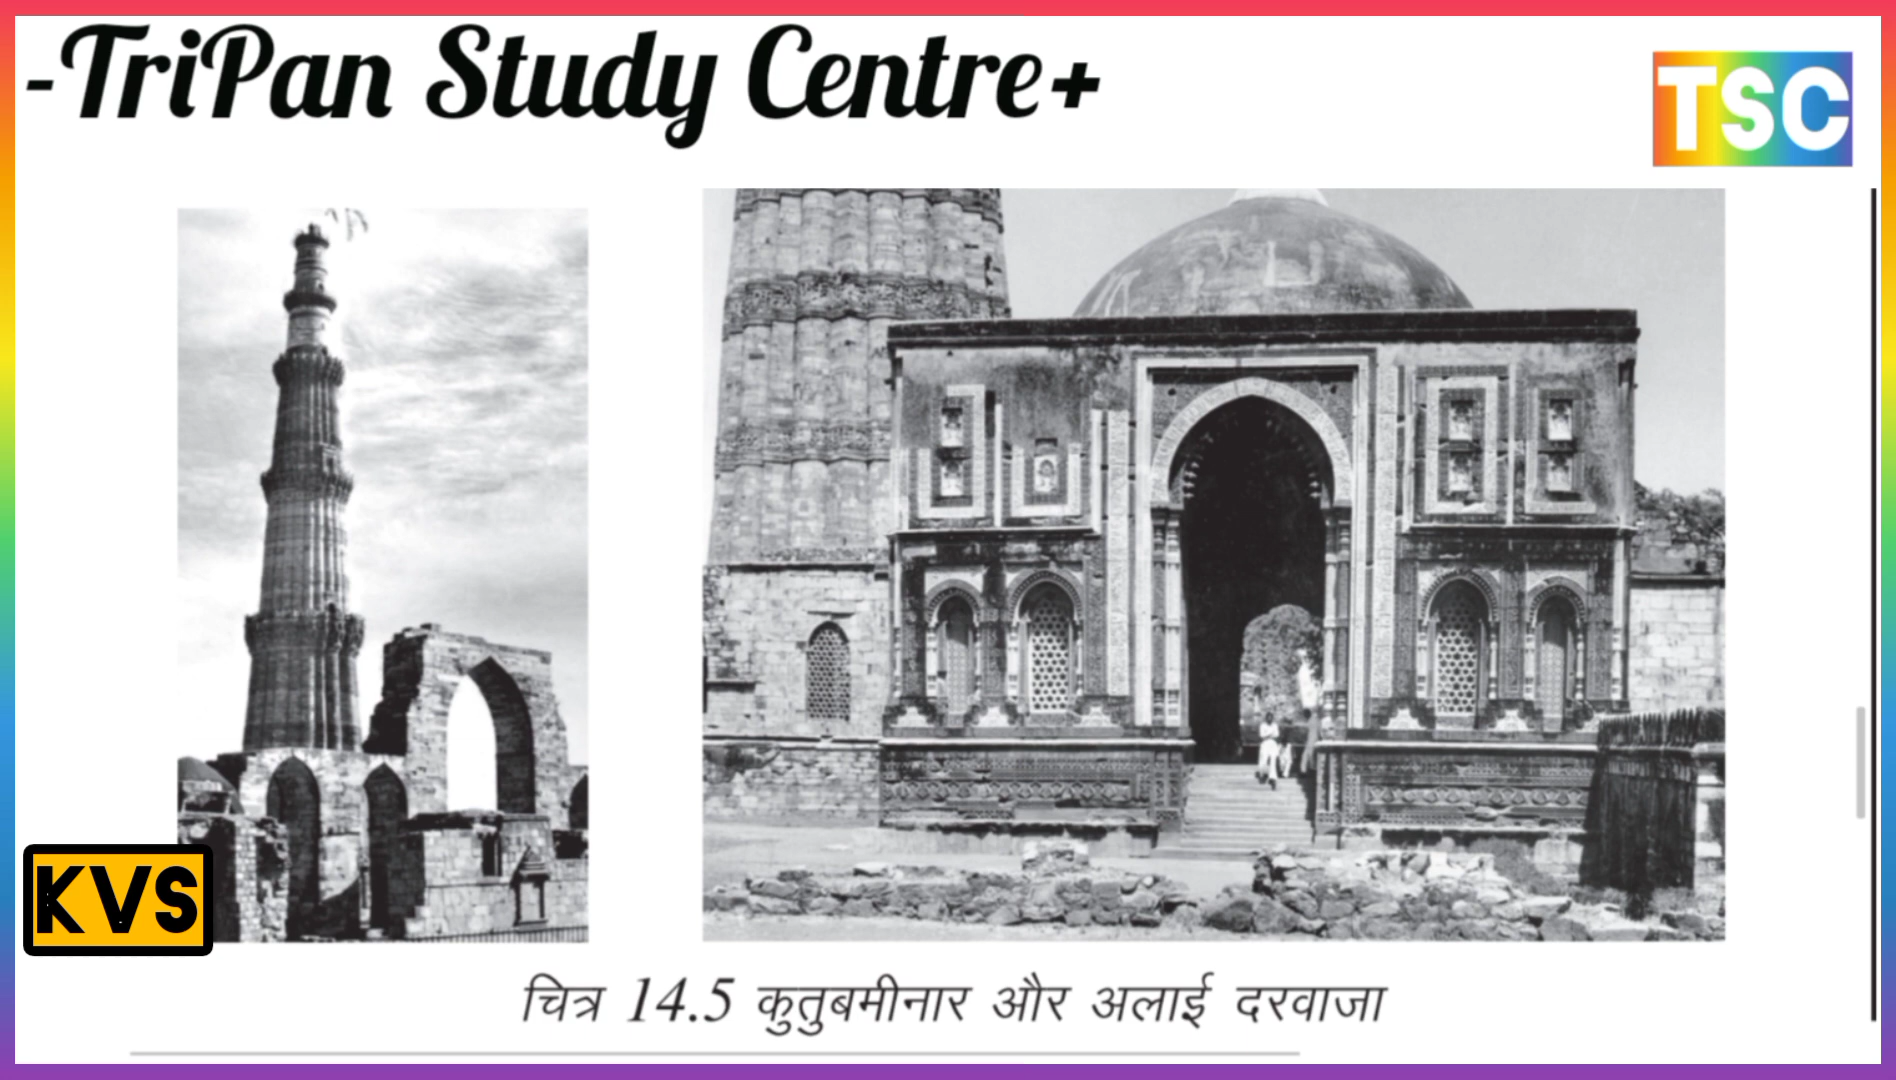 -TriPan Study Centre+
TSC
KVS
चित्र 14.5 कुतुबमीनार और अलाई दरवाजा